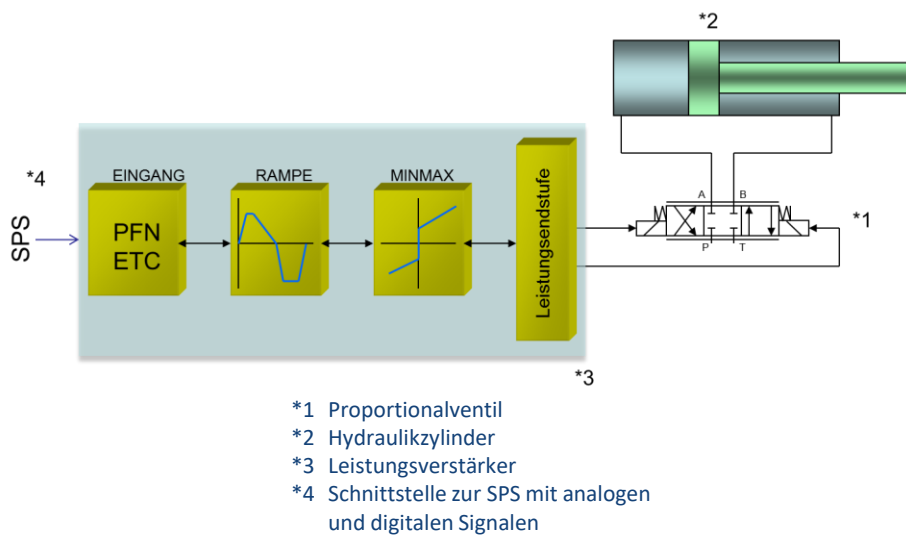 *2
*4
EINGANG
RAMPE
MINMAX
SPS
PFN
ETC
Leistungsendstufe
A
B
P
T
*1
*3
*1 Proportionalventil
*2 Hydraulikzylinder
*3 Leistungsverstärker
*4 Schnittstelle zur SPS mit analogen
und digitalen Signalen